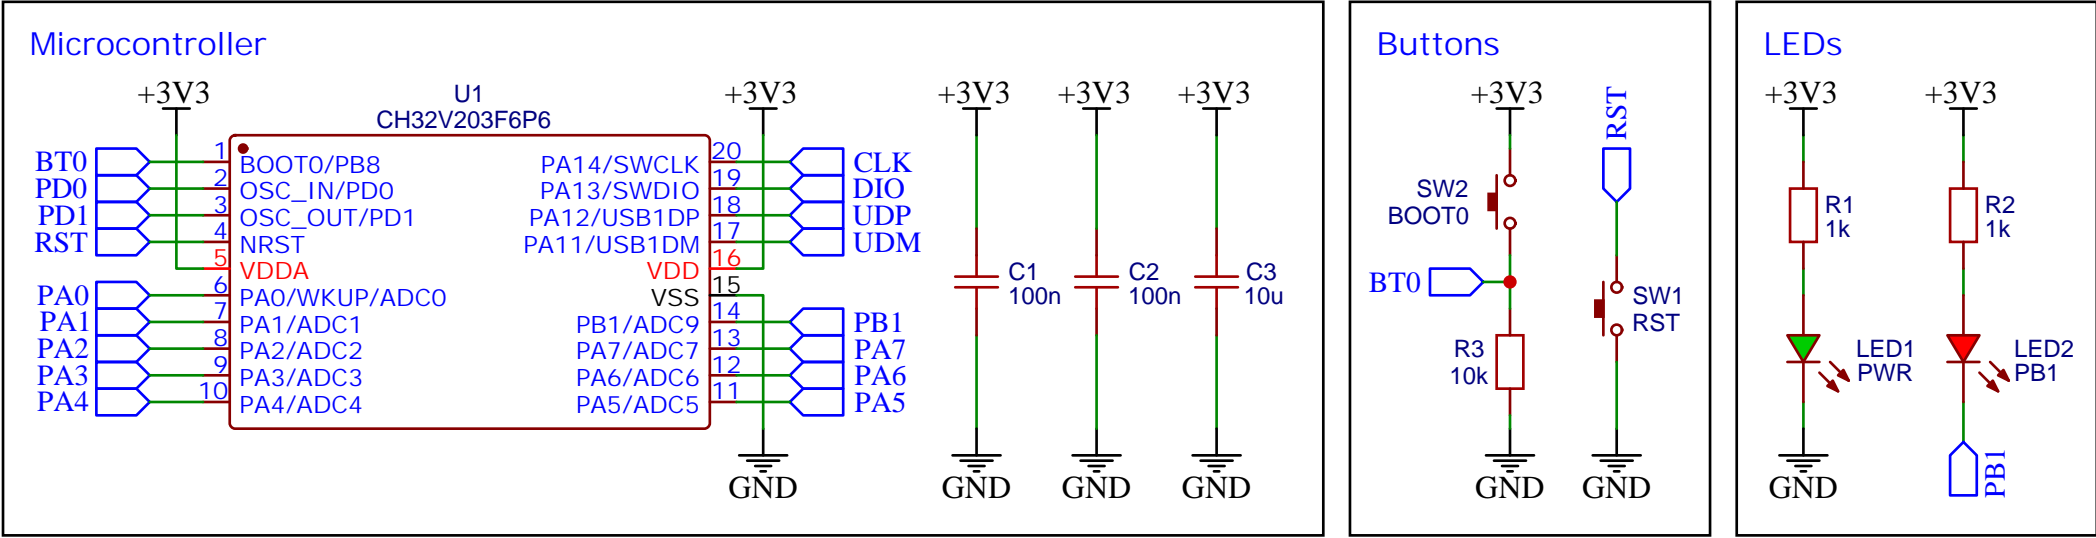 Microcontroller
+3V3
U1
CH32V203F6P6
+3V3
+3V3
+3V3
+3V3
BT0 1 BOOT0/PB8 PA14/SWCLK 20 CLK
PD0 2 OSC_IN/PD0 PA13/SWDIO 19 DIO
PD1 3 OSC_OUT/PD1 PA12/USB1DP 18 UDP
RST 4 NRST PA11/USB1DM 17 UDM
5 VDDA VDD 16
PA0 6 PA0/WKUP/ADC0 VSS 15
PA1 7 PA1/ADC1 PB1/ADC9 14 PB1
PA2 8 PA2/ADC2 PA7/ADC7 13 PA7
PA3 9 PA3/ADC3 PA6/ADC6 12 PA6
PA4 10 PA4/ADC4 PA5/ADC5 11 PA5
GND
C1
100n
GND
C2
100n
GND
C3
10u
GND
Buttons
+3V3
RST
SW2
BOOT0
BT0
SW1
RST
R3
10k
GND
GND
LEDs
+3V3
+3V3
R1
1k
R2
1k
LED1
PWR
LED2
PB1
GND
PB1